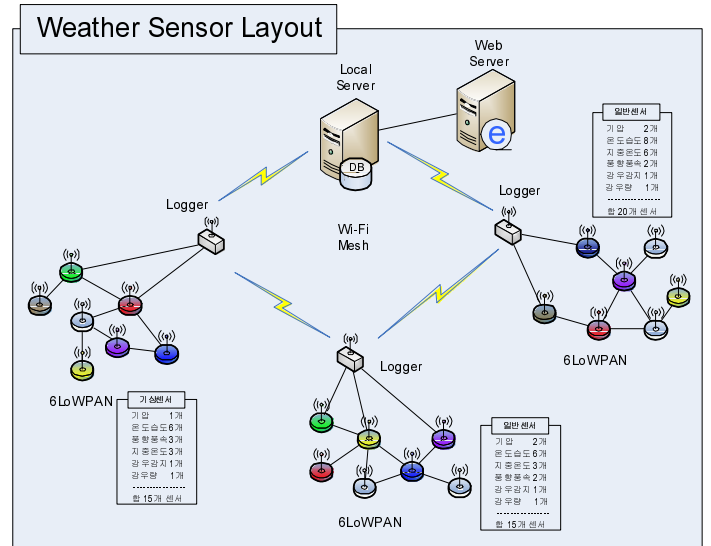 Weather Sensor Layout
Web
Server
Local
Server
DB
e
Logger
Logger
Wi-Fi
Mesh
일반센서
기 압 2개
온 도 습 도 8개
지 중 온 도 6개
풍 향 풍 속 2개
강 우 감 지 1개
강 우 량 1개
합 20개 센서
6LoWPAN
Logger
6LoWPAN
기상센서
기 압 1개
온 도 습 도 6개
풍 향 풍 속 3개
지 중 온 도 3개
강 우 감 지 1개
강 우 량 1개
합 15개 센서
일반센서
기 압 2개
온 도 습 도 6개
지 중 온 도 3개
풍 향 풍 속 2개
강 우 감 지 1개
강 우 량 1개
합 15개 센서
6LoWPAN